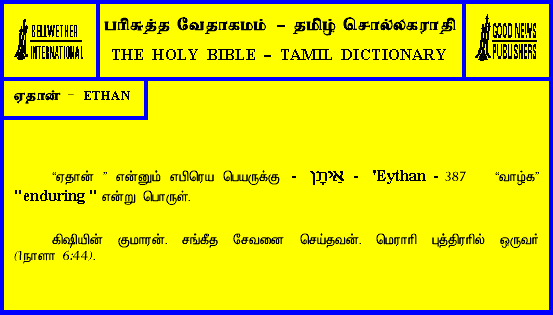 BELLWETHER
INTERNATIONAL
பரிசுத்த வேதாகமம் – தமிழ் சொல்லகராதி
THE HOLY BIBLE – TAMIL DICTIONARY
GOOD NEWS
PUBLISHERS
ஏதான் – ETHAN
“ஏதான் ” என்னும் எபிரெய பெயருக்கு - אֵיתָן - 'Eythan - 387 “வாழ்க”
"enduring " என்று பொருள்.
கிஷியின் குமாரன். சங்கீத சேவனை செய்தவன். மெராரி புத்திரரில் ஒருவர்
(1நாளா 6:44).